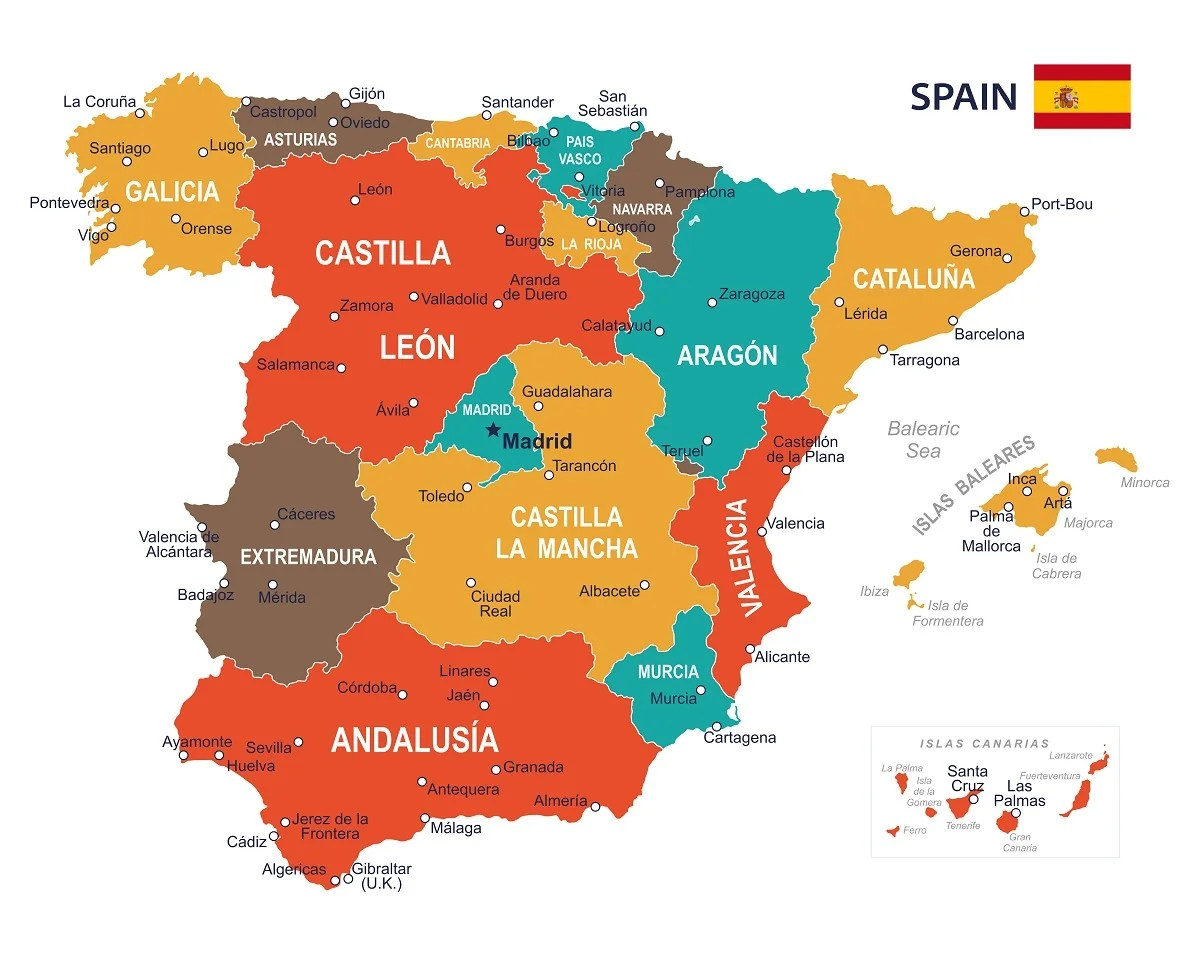 SPAIN
La Coruña
Gijón
Castropol
Oviedo
Santander
San
Sebastián
ASTURIAS
CANTABRIA
Bilbao
PAIS
VASCO
Santiago
Lugo
GALICIA
León
Vitoria
Pamplona
NAVARRA
Pontevedra
Vigo
Orense
Burgos
Logroño
LA RIOJA
Port-Bou
Gerona
CASTILLA
LEÓN
Aranda
de Duero
Valladolid
Zamora
Zaragoza
Calatayud
CATALUÑA
Lérida
Barcelona
Tarragona
ARAGÓN
Salamanca
Ávila
MADRID
Madrid
Guadalahara
Tarancón
Toledo
Teruel
Castellón
de la Plana
Balearic
Sea
ISLAS BALEARES
Minorca
Inca
Artá
Palma
de
Mallorca
Majorca
Isla de
Cabrera
Ibiza
Isla de
Formentera
CASTILLA
LA MANCHA
VALENCIA
Valencia
Cáceres
Valencia de
Alcántara
EXTREMADURA
Badajoz
Mérida
Ciudad
Real
Albacete
Alicante
MURCIA
Murcia
Cartagena
Linares
Jaén
Córdoba
ANDALUSÍA
Ayamonte
Sevilla
Huelva
Granada
Antequera
Almería
Jerez de la
Frontera
Cádiz
Málaga
Algericas
Gibraltar
(U.K.)
ISLAS CANARIAS
La Palma
Isla
de la
Gomera
Ferro
Santa
Cruz
Tenerife
Las
Palmas
Gran
Canaria
Fuerteventura
Lanzarote